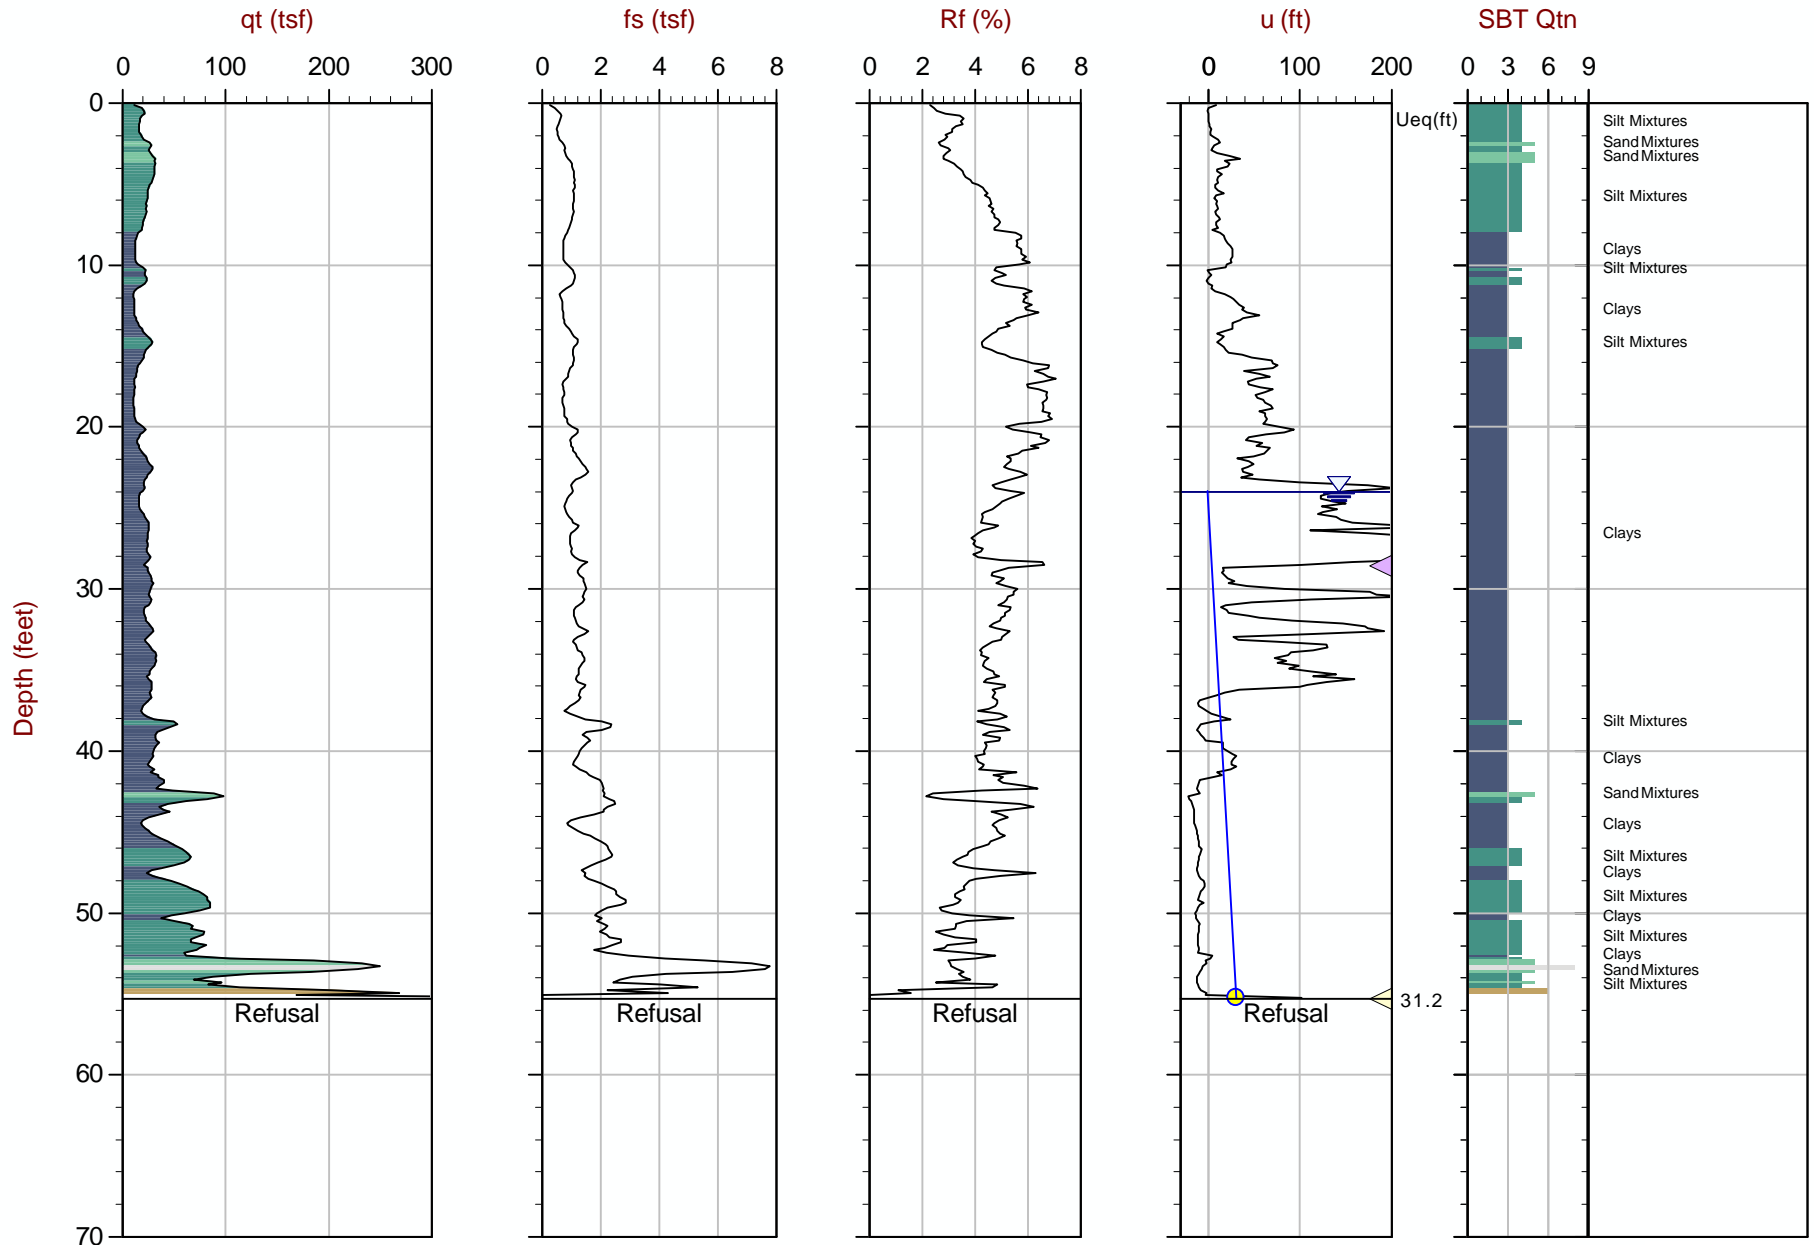 qt (tsf) fs (tsf) Rf (%) u (ft) SBT Qtn
0 100 200 300 0 2 4 6 8 0 2 4 6 8 0 100 200 0 3 6 9
0
Ueq(ft)
Silt Mixtures
Sand Mixtures
Sand Mixtures
Silt Mixtures
Clays
10
Silt Mixtures
Clays
Silt Mixtures
20
Clays
30
Depth (feet)
Silt Mixtures
40
Clays
Sand Mixtures
Clays
Silt Mixtures
Clays
Silt Mixtures
50
Clays
Silt Mixtures
Clays
Sand Mixtures
Silt Mixtures
31.2
Refusal Refusal Refusal Refusal
60
70